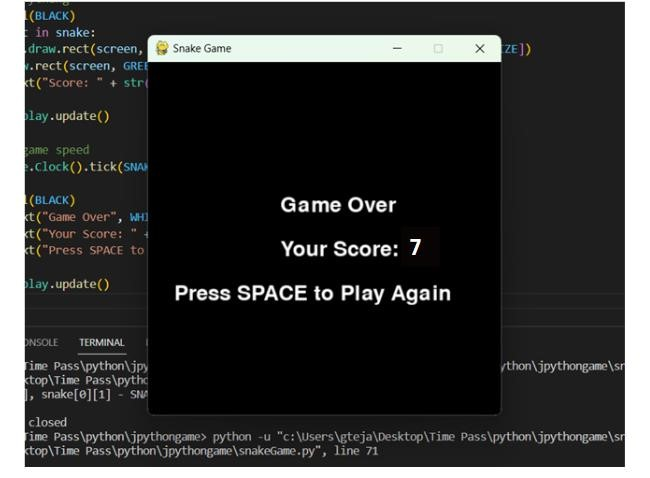 (BLACK)
in snake:
.draw.rect(screen,
ZE])
.rect(screen, GREE
xt("Score: " + str(
play.update()
game speed
e.Clock().tick(SNAK
(BLACK)
xt("Game Over", WHI
xt("Your Score: " +
xt("Press SPACE to
play.update()
Snake Game
Game Over
Your Score: 7
Press SPACE to Play Again
ONSOLE TERMINAL
Time Pass\python\jpy
ython\jpythongame\sn
ktop\Time Pass\pytho
], snake[0][1] - SNA
closed
Time Pass\python\jpythongame> python -u "c:\Users\gteja\Desktop\Time Pass\python\jpythongame\sn
ktop\Time Pass\python\jpythongame\snakeGame.py", line 71